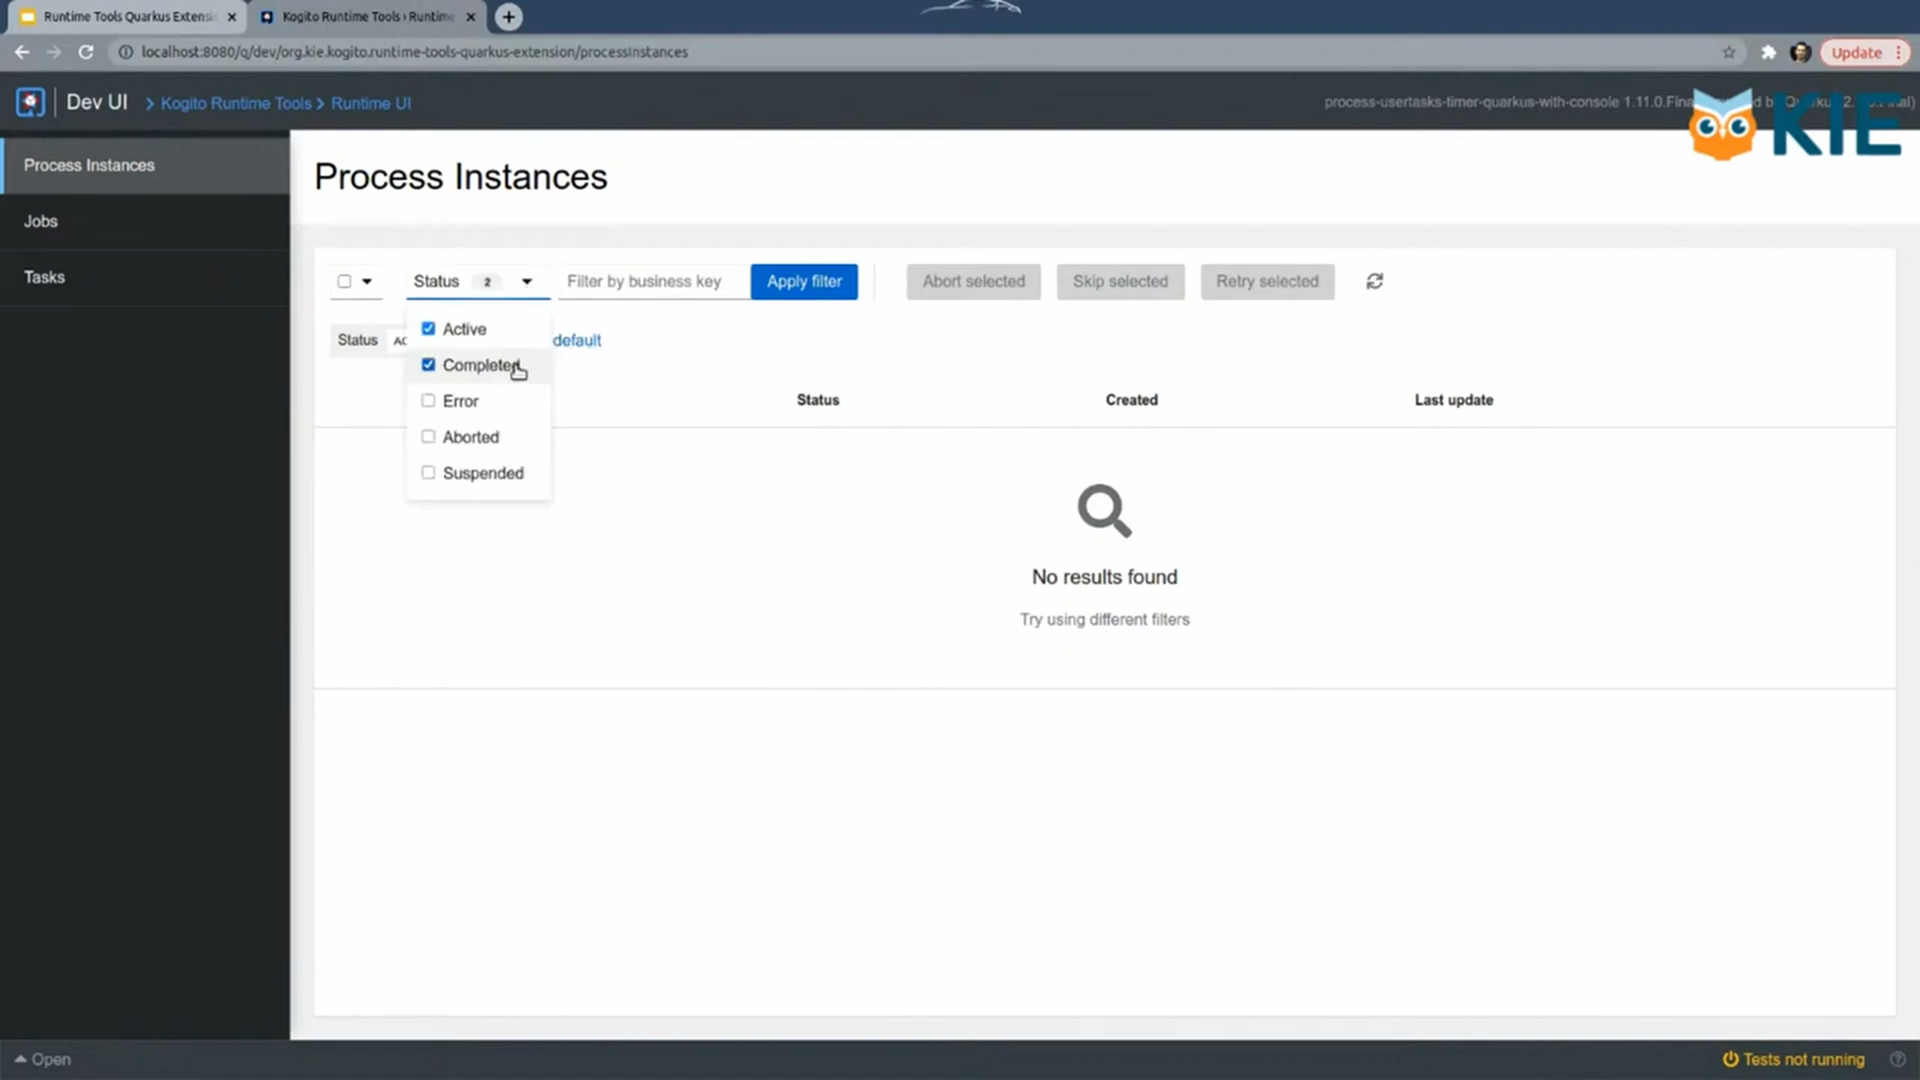 Runtime Tools Quarkus Extensi
Kogito Runtime Tools › Runtime
localhost:8080/q/dev/org.kie.kogito.runtime-tools-quarkus-extension/processInstances
Update
Dev UI > Kogito Runtime Tools > Runtime UI
process-usertasks-timer-quarkus-with-console 1.11.0.Fina
KIE
Process Instances
Jobs
Tasks
Process Instances
Status 2
Filter by business key
Apply filter
Abort selected
Skip selected
Retry selected
Status
default
Active
Completed
Error
Aborted
Suspended
Status
Created
Last update
No results found
Try using different filters
Open
Tests not running